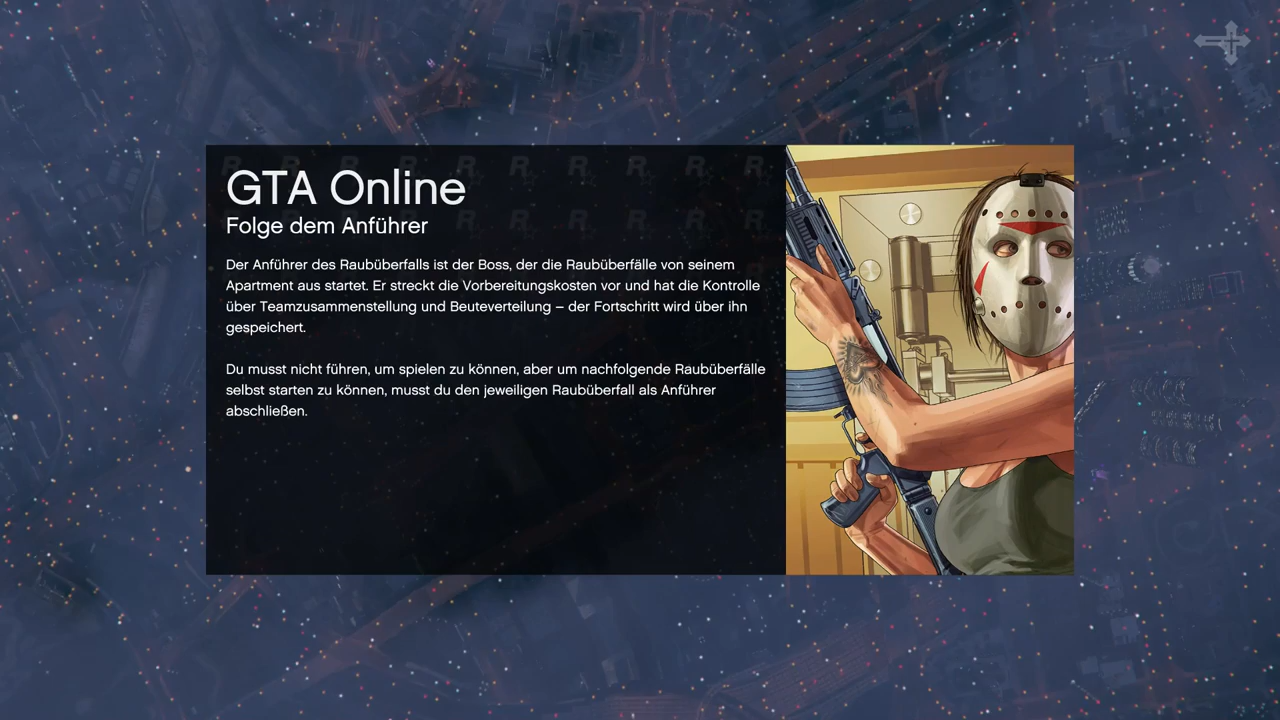 GTA Online
Folge dem Anführer
Der Anführer des Raubüberfalls ist der Boss, der die Raubüberfälle von seinem
Apartment aus startet. Er streckt die Vorbereitungskosten vor und hat die Kontrolle
über Teamzusammenstellung und Beuteverteilung – der Fortschritt wird über ihn
gespeichert.
Du musst nicht führen, um spielen zu können, aber um nachfolgende Raubüberfälle
selbst starten zu können, musst du den jeweiligen Raubüberfall als Anführer
abschließen.